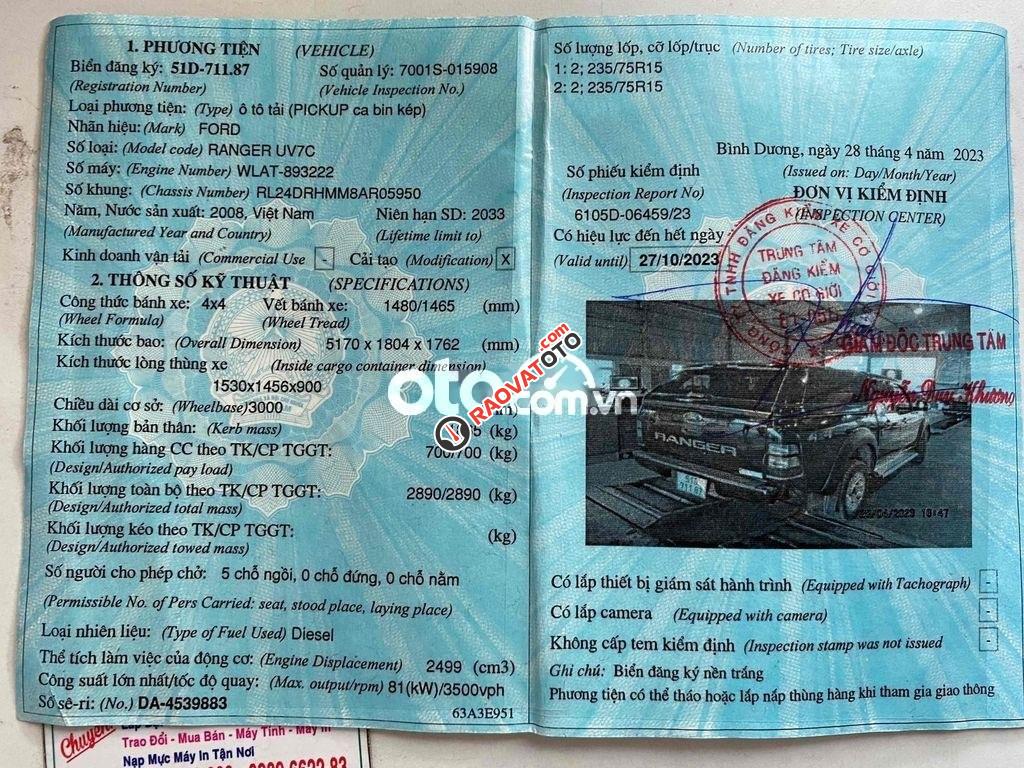 1. PHƯƠNG TIỆN (VEHICLE)
Biển đăng ký: 51D-711.87 Số quản lý: 7001S-015908
(Registration Number) (Vehicle Inspection No.)
Loại phương tiện: (Type) ô tô tải (PICKUP ca bin kép)
Nhãn hiệu: (Mark) FORD
Số loại: (Model code) RANGER UV7C
Số máy: (Engine Number) WLAT-893222
Số khung: (Chassis Number) RL24DRHMM8AR05950
Năm, Nước sản xuất: 2008, Việt Nam Niên hạn SD: 2033
(Manufactured Year and Country) (Lifetime limit to)
Kinh doanh vận tải (Commercial Use - Cải tạo (Modification) X
2. THÔNG SỐ KỸ THUẬT (SPECIFICATIONS)
Công thức bánh xe: 4x4 Vết bánh xe: 1480/1465 (mm)
(Wheel Formula) (Wheel Tread)
Kích thước bao: (Overall Dimension) 5170 x 1804 x 1762 (mm)
Kích thước lòng thùng xe (Inside cargo container dimension)
1530x1456x900
Chiều dài cơ sở: (Wheelbase) 3000
Khối lượng bản thân: (Kerb mass) (kg)
Khối lượng hàng CC theo TK/CP TGGT: 700/700 (kg)
(Design/Authorized pay load)
Khối lượng toàn bộ theo TK/CP TGGT: 2890/2890 (kg)
(Design/Authorized total mass)
Khối lượng kéo theo TK/CP TGGT: (kg)
(Design/Authorized towed mass)
Số người cho phép chở: 5 chỗ ngồi, 0 chỗ đứng, 0 chỗ nằm
(Permissible No. of Pers Carried: seat, stood place, laying place)
Loại nhiên liệu: (Type of Fuel Used) Diesel
Thể tích làm việc của động cơ: (Engine Displacement) 2499 (cm3)
Công suất lớn nhất/tốc độ quay: (Max. output/rpm) 81(kW)/3500vph
Số sê-ri: (No.) DA-4539883 63A3E951
Số lượng lốp, cỡ lốp/trục (Number of tires; Tire size/axle)
1: 2; 235/75R15
2: 2; 235/75R15
Bình Dương, ngày 28 tháng 4 năm 2023
Số phiếu kiểm định (Issued on: Day/Month/Year)
(Inspection Report No) ĐƠN VỊ KIỂM ĐỊNH
6105D-06459/23 (INSPECTION CENTER)
Có hiệu lực đến hết ngày
(Valid until) 27/10/2023
TRUNG TÂM
ĐĂNG KIỂM
XE CƠ GIỚI
GIÁM ĐỐC TRUNG TÂM
Nguyễn Duy Khương
RANGER
OTO.com.vn
RAOVATOTO.COM
Có lắp thiết bị giám sát hành trình (Equipped with Tachograph) -
Có lắp camera (Equipped with camera) -
Không cấp tem kiểm định (Inspection stamp was not issued -
Ghi chú: Biển đăng ký nền trắng
Phương tiện có thể tháo hoặc lắp nắp thùng hàng khi tham gia giao thông
Chuyên
Trao Đổi - Mua Bán - Máy Tính - Máy In
Nạp Mực Máy In Tận Nơi